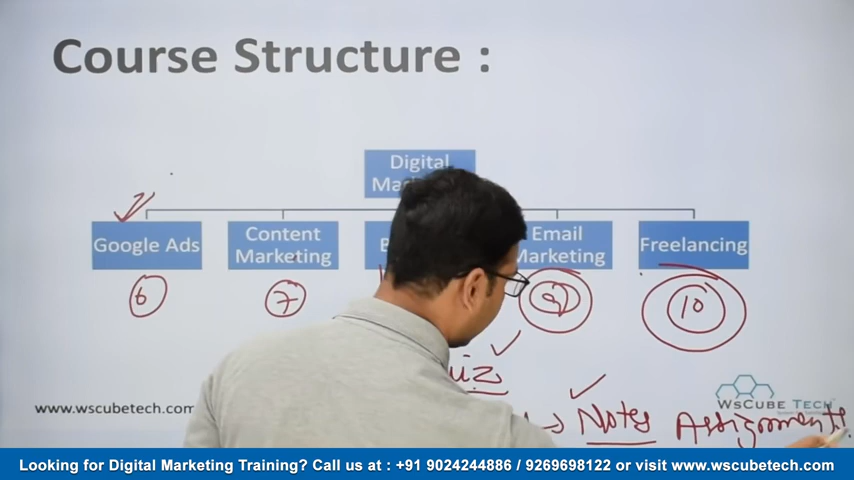 Course Structure :
Digital
Google Ads
Content
Marketing
Email
Marketing
Freelancing
6
7
9
10
www.wscubetech.com
WsCube Tech
Notes Assignments
Looking for Digital Marketing Training? Call us at : +91 9024244886 / 9269698122 or visit www.wscubetech.com